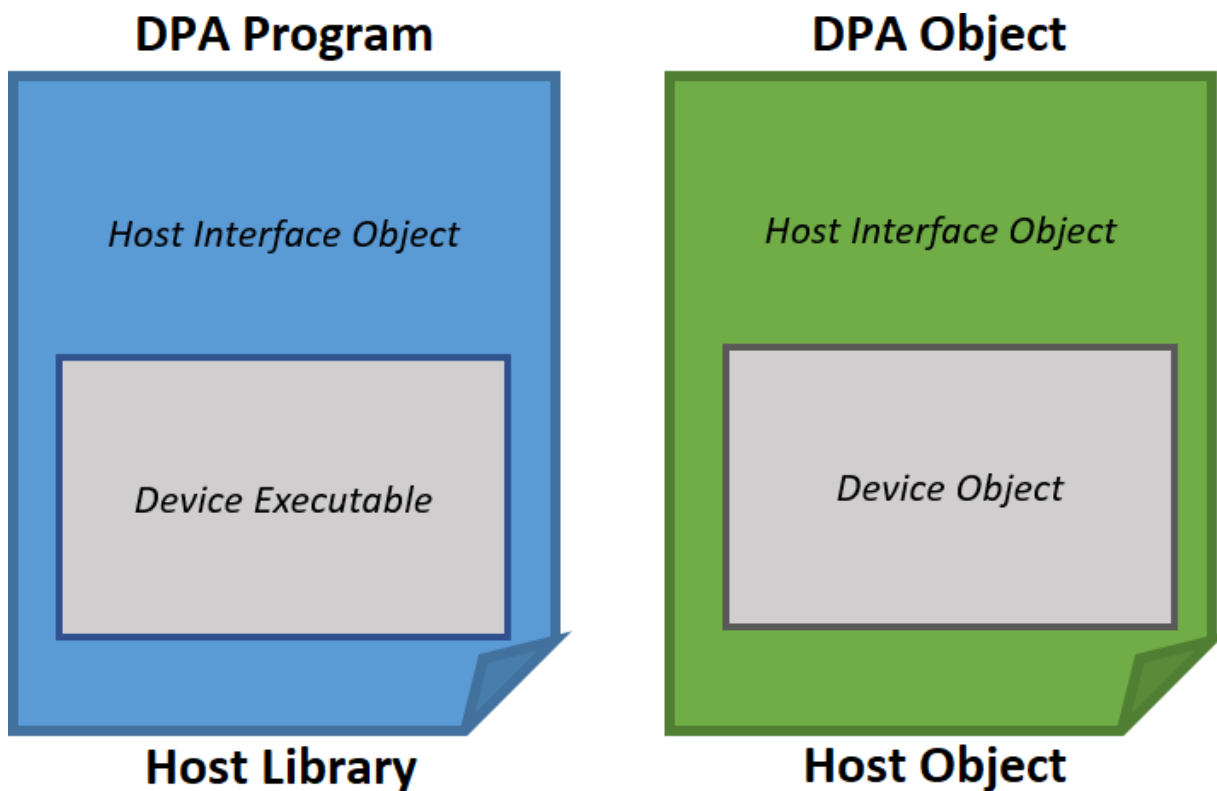 DPA Program
Host Interface Object
Device Executable
Host Library
DPA Object
Host Interface Object
Device Object
Host Object